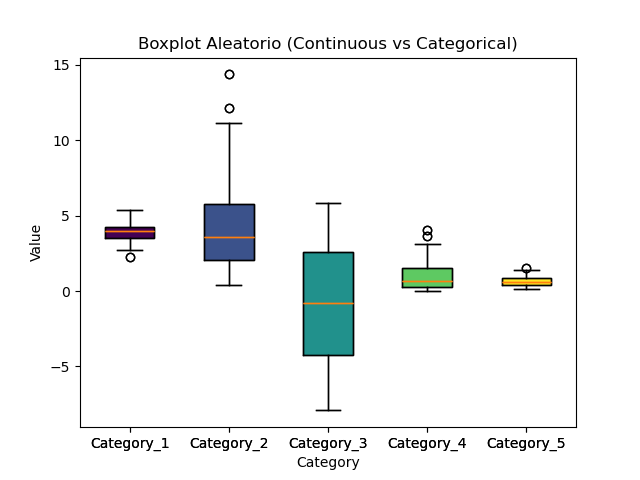 Boxplot Aleatorio (Continuous vs Categorical)
15
10
5
0
−5
Value
Category_1 Category_2 Category_3 Category_4 Category_5
Category